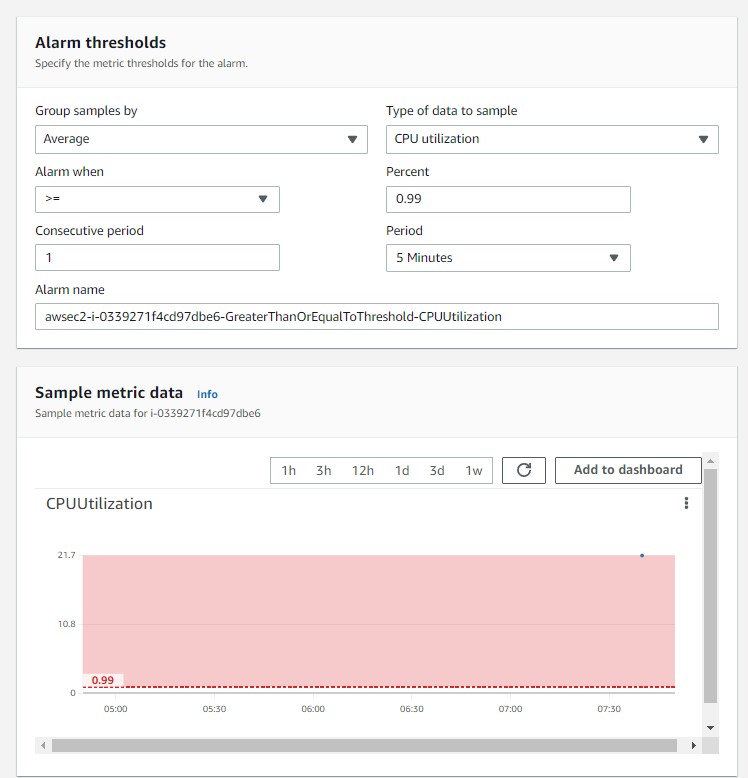 Alarm thresholds
Specify the metric thresholds for the alarm.
Group samples by
Type of data to sample
Average
CPU utilization
Alarm when
Percent
>=
0.99
Consecutive period
Period
1
5 Minutes
Alarm name
awsec2-i-0339271f4cd97dbe6-GreaterThanOrEqualToThreshold-CPUUtilization
Sample metric data Info
Sample metric data for i-0339271f4cd97dbe6
1h 3h 12h 1d 3d 1w Add to dashboard
CPUUtilization
21.7
10.8
0.99
0
05:00 05:30 06:00 06:30 07:00 07:30